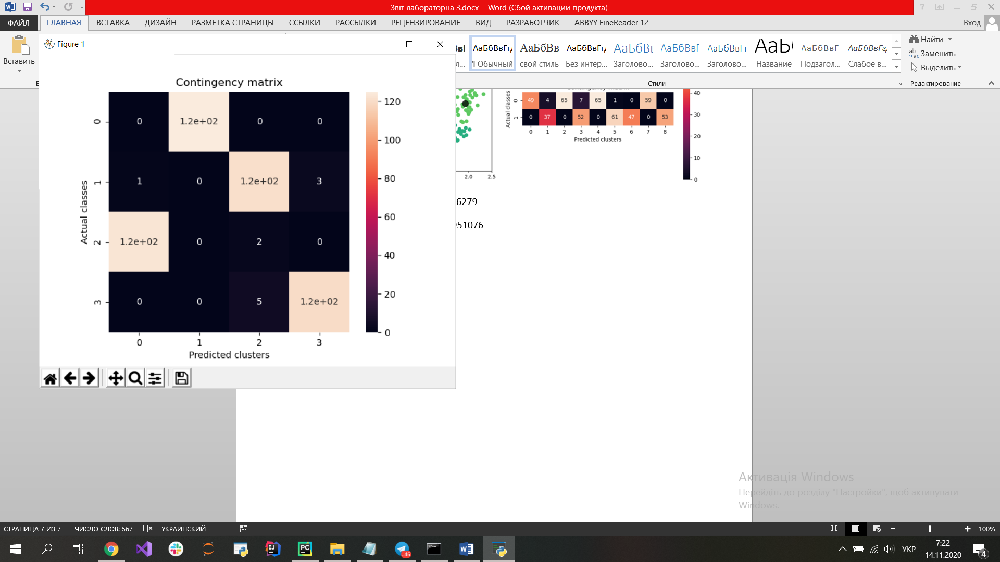 Звіт лабораторна 3.docx - Word (Сбой активации продукта)
ФАЙЛ ГЛАВНАЯ ВСТАВКА ДИЗАЙН РАЗМЕТКА СТРАНИЦЫ ССЫЛКИ РАССЫЛКИ РЕЦЕНЗИРОВАНИЕ ВИД РАЗРАБОТЧИК ABBYY FineReader 12 Вход
Вставить
АаБбВвГг, АаБбВв АаБбВвГг, АаБбВ АаБбВвГ АаБбВвГг АаЬ АаБбВвГг АаБбВвГг,
¶ Обычный свой стиль Без интер... Заголово... Заголово... Заголово... Название Подзагол... Слабое в...
Стили
Найти
Заменить
Выделить
Редактирование
Figure 1
Contingency matrix
0 0 1.2e+02 0 0
1 1 0 1.2e+02 3
2 1.2e+02 0 2 0
3 0 0 5 1.2e+02
0 1 2 3
Actual classes
Predicted clusters
120
100
80
60
40
20
0
2.0 2.5
Actual classes
0 49 4 65 7 65 1 0 59 0
1 0 37 0 52 0 61 47 0 53
0 1 2 3 4 5 6 7 8
Predicted clusters
40
30
20
10
0
6279
951076
Активація Windows
Перейдіть до розділу "Настройки", щоб активувати
Windows.
СТРАНИЦА 7 ИЗ 7 ЧИСЛО СЛОВ: 567 УКРАИНСКИЙ 100%
..46
УКР
7:22
14.11.2020
4